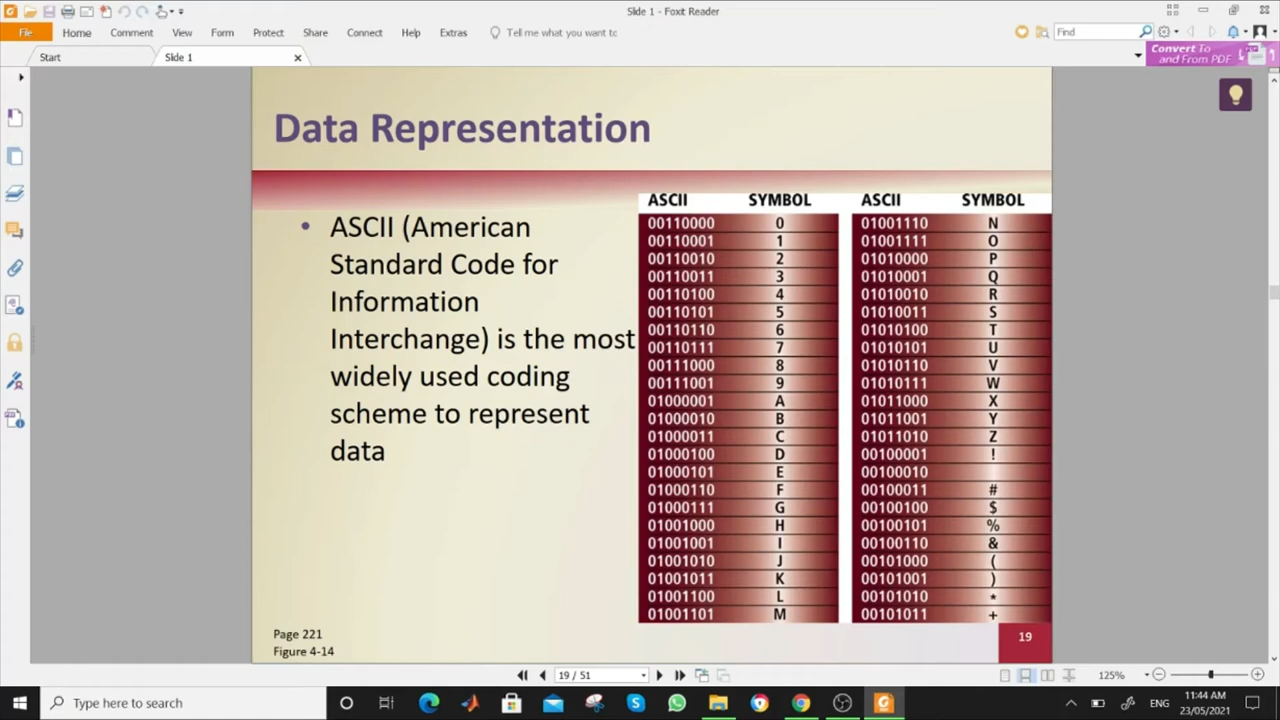 Slide 1 - Foxit Reader
File Home Comment View Form Protect Share Connect Help Extras Tell me what you want to Find
Start Slide 1 Convert To
and From PDF
Data Representation
• ASCII (American
Standard Code for
Information
Interchange) is the most
widely used coding
scheme to represent
data
ASCII SYMBOL ASCII SYMBOL
00110000 0 01001110 N
00110001 1 01001111 O
00110010 2 01010000 P
00110011 3 01010001 Q
00110100 4 01010010 R
00110101 5 01010011 S
00110110 6 01010100 T
00110111 7 01010101 U
00111000 8 01010110 V
00111001 9 01010111 W
01000001 A 01011000 X
01000010 B 01011001 Y
01000011 C 01011010 Z
01000100 D 00100001 !
01000101 E 00100010
01000110 F 00100011 #
01000111 G 00100100 $
01001000 H 00100101 %
01001001 I 00100110 &
01001010 J 00101000 (
01001011 K 00101001 )
01001100 L 00101010 *
01001101 M 00101011 +
Page 221
Figure 4-14
19
19 / 51 125%
Type here to search ENG 11:44 AM
23/05/2021